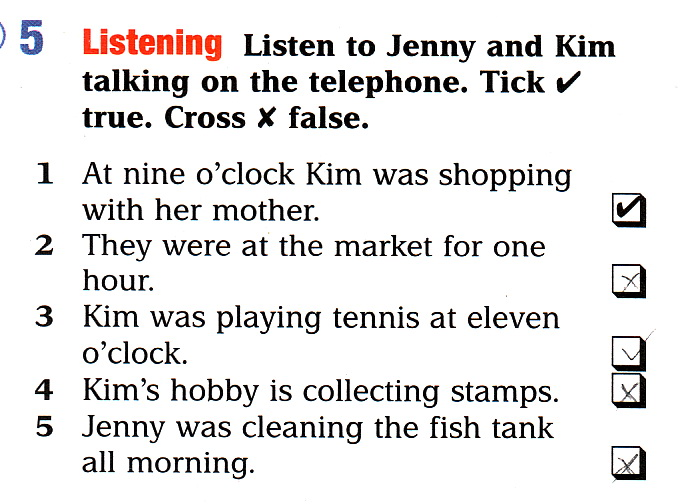 5 Listening Listen to Jenny and Kim
talking on the telephone. Tick ✔
true. Cross ✘ false.
1 At nine o'clock Kim was shopping
with her mother. ✔
2 They were at the market for one
hour. ✗
3 Kim was playing tennis at eleven
o'clock. ✓
4 Kim's hobby is collecting stamps. ✗
5 Jenny was cleaning the fish tank
all morning. ✗